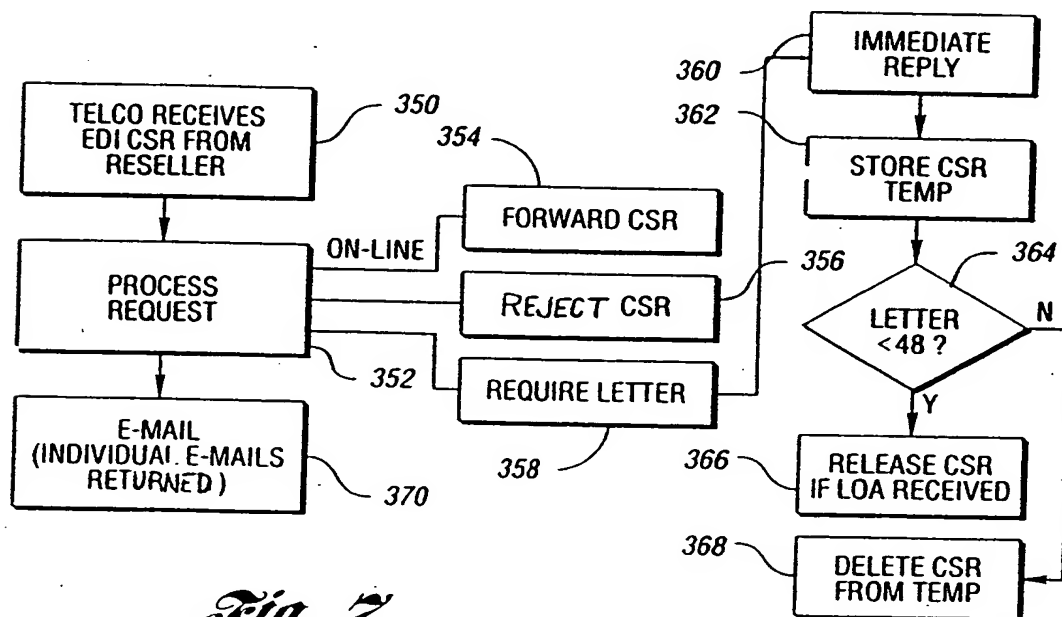 TELCO RECEIVES
EDI CSR FROM
RESELLER
350
PROCESS
REQUEST
352
E-MAIL
(INDIVIDUAL E-MAILS
RETURNED)
370
ON-LINE
354
FORWARD CSR
356
REJECT CSR
REQUIRE LETTER
358
360
IMMEDIATE
REPLY
362
STORE CSR
TEMP
364
LETTER
<48 ?
N
Y
366
RELEASE CSR
IF LOA RECEIVED
368
DELETE CSR
FROM TEMP
Fig. 7